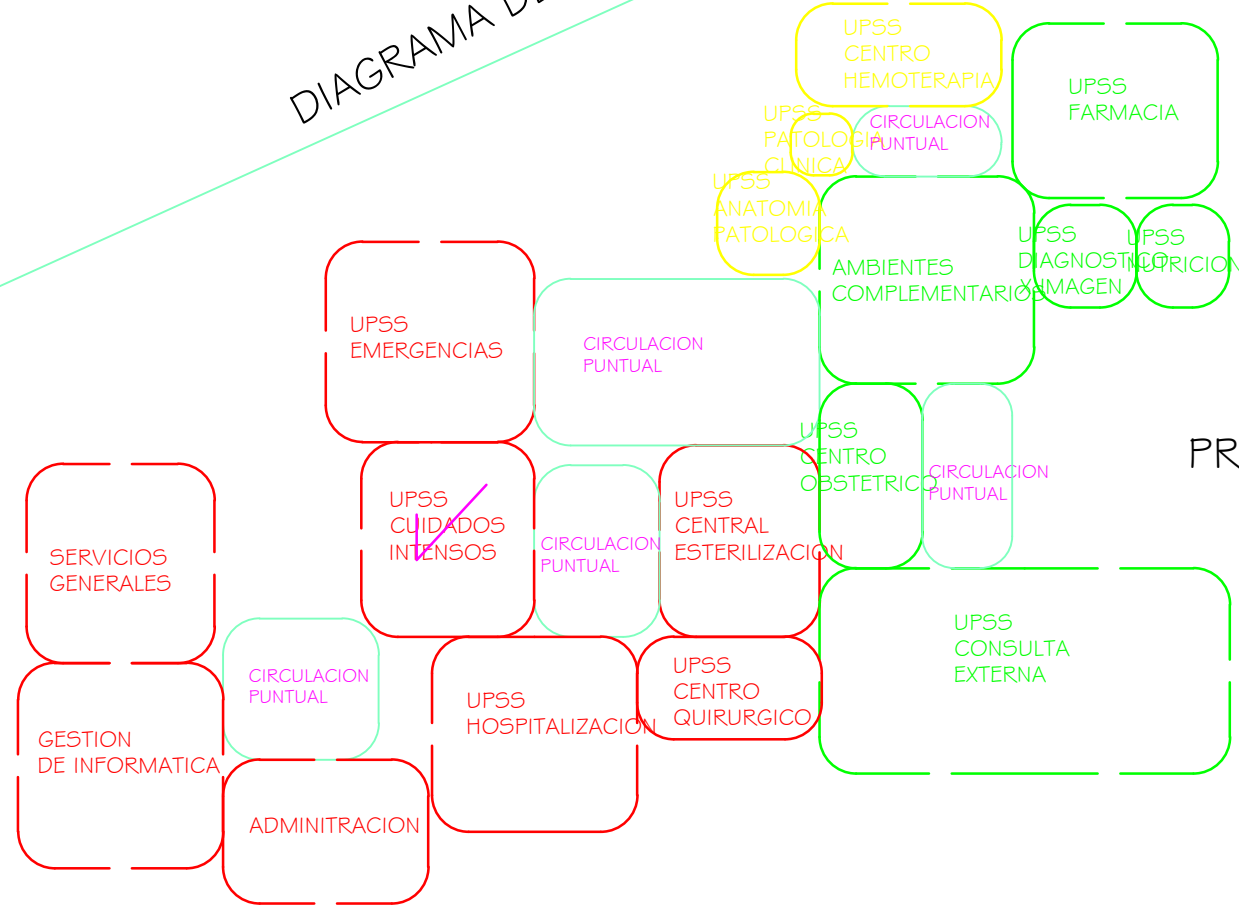 DIAGRAMA DE
UPSS
CENTRO
HEMOTERAPIA
UPSS
FARMACIA
UPSS
PATOLOGIA
CLINICA
CIRCULACION
PUNTUAL
UPSS
ANATOMIA
PATOLOGICA
AMBIENTES
COMPLEMENTARIOS
UPSS
DIAGNOSTICO
X IMAGEN
UPSS
NUTRICION
UPSS
EMERGENCIAS
CIRCULACION
PUNTUAL
UPSS
CENTRO
OBSTETRICO
CIRCULACION
PUNTUAL
PR
UPSS
CUIDADOS
INTENSOS
CIRCULACION
PUNTUAL
UPSS
CENTRAL
ESTERILIZACION
SERVICIOS
GENERALES
UPSS
CONSULTA
EXTERNA
CIRCULACION
PUNTUAL
UPSS
HOSPITALIZACION
UPSS
CENTRO
QUIRURGICO
GESTION
DE INFORMATICA
ADMINITRACION